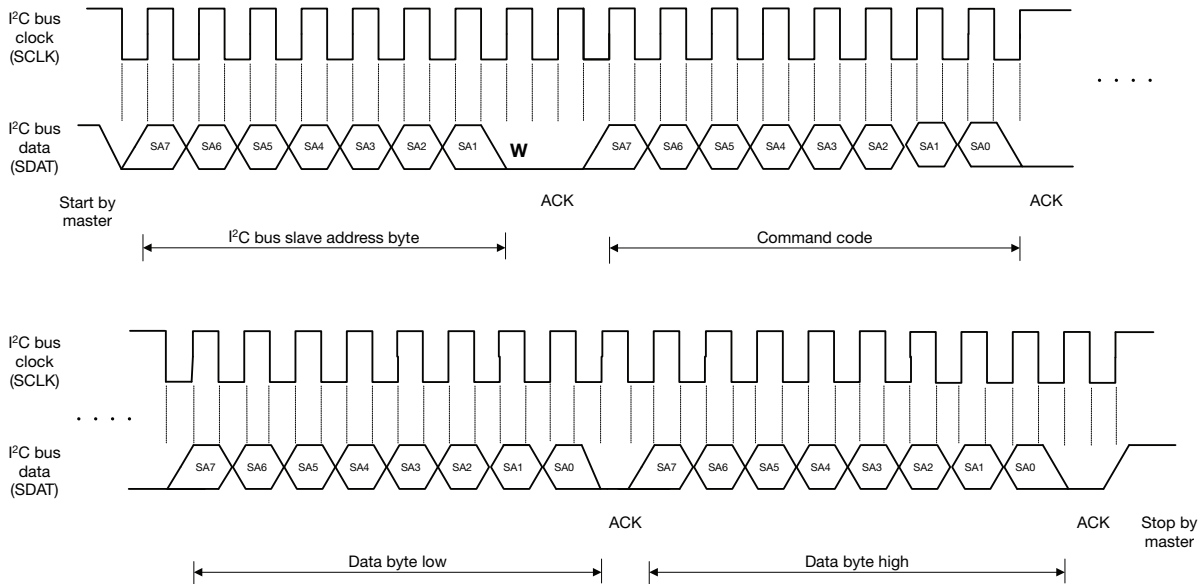 I²C bus
clock
(SCLK)
. . . .
I²C bus
data
(SDAT)
SA7 SA6 SA5 SA4 SA3 SA2 SA1 W SA7 SA6 SA5 SA4 SA3 SA2 SA1 SA0
Start by
master
ACK ACK
I²C bus slave address byte Command code
I²C bus
clock
(SCLK)
. . . .
I²C bus
data
(SDAT)
SA7 SA6 SA5 SA4 SA3 SA2 SA1 SA0 SA7 SA6 SA5 SA4 SA3 SA2 SA1 SA0
ACK ACK Stop by
master
Data byte low Data byte high